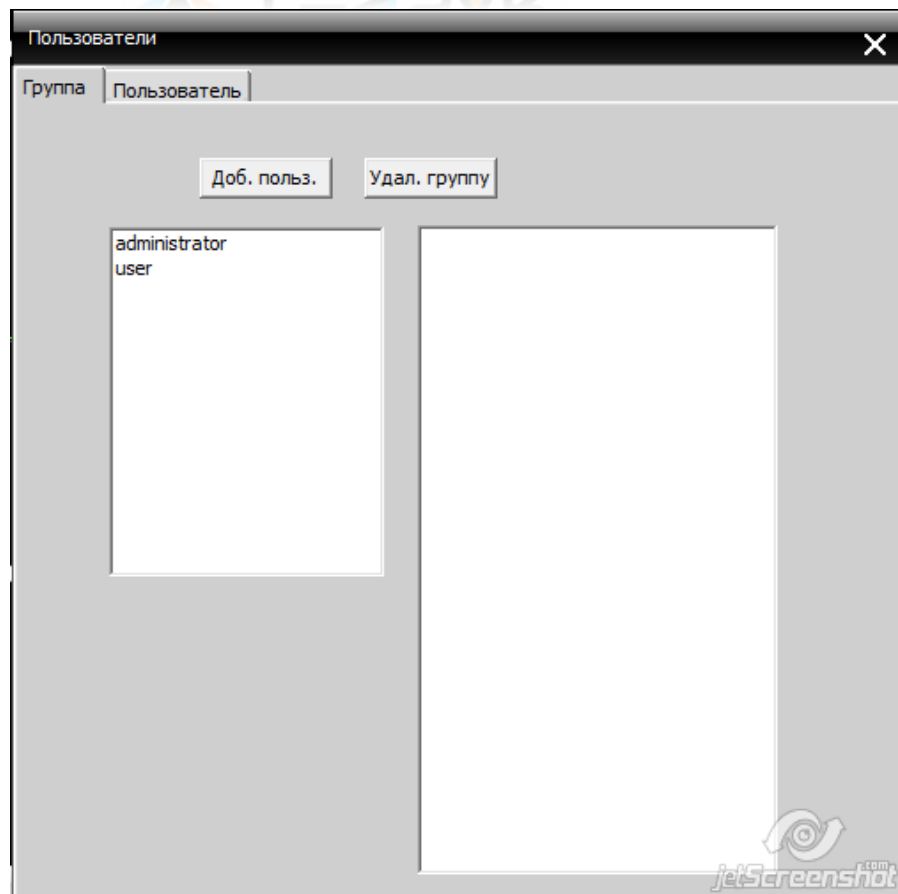 Пользователи
Группа Пользователь
Доб. польз. Удал. группу
administrator
user
jetScreenshot.com